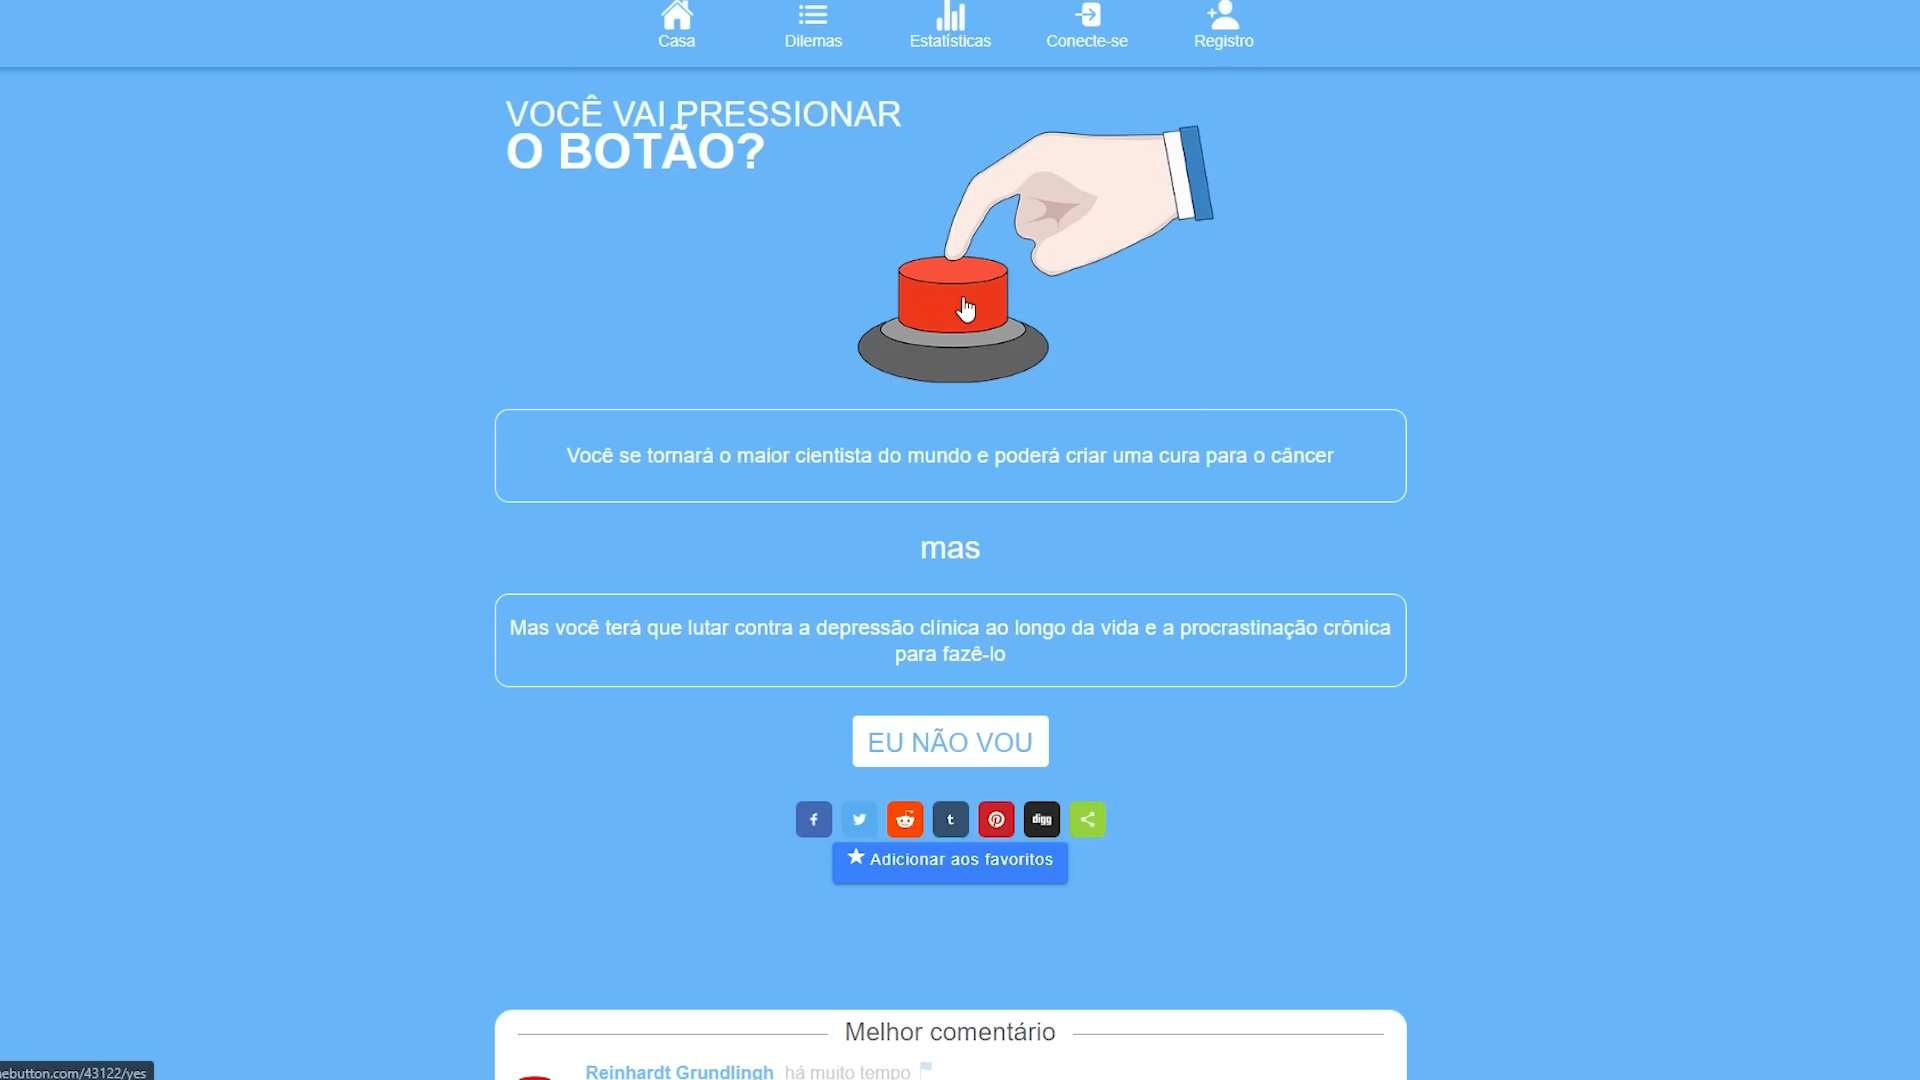 Casa
Dilemas
Estatísticas
Conecte-se
Registro
VOCÊ VAI PRESSIONAR
O BOTÃO?
Você se tornará o maior cientista do mundo e poderá criar uma cura para o câncer
mas
Mas você terá que lutar contra a depressão clínica ao longo da vida e a procrastinação crônica
para fazê-lo
EU NÃO VOU
digg
Adicionar aos favoritos
Melhor comentário
Reinhardt Grundlingh há muito tempo
ebutton.com/43122/yes